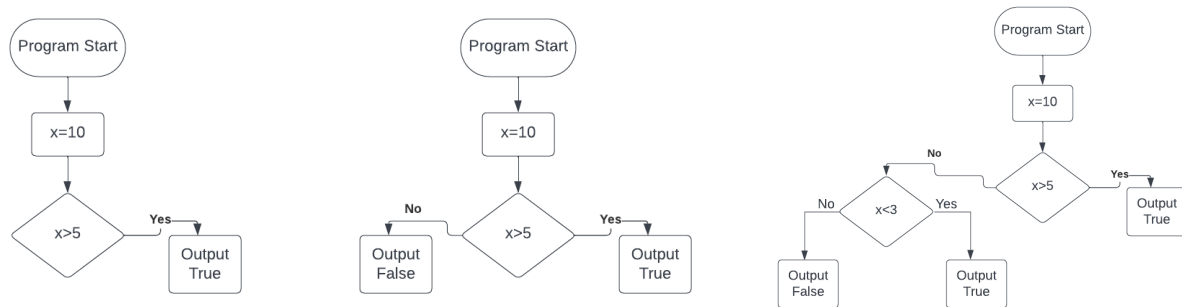 Program Start
x=10
x>5
Yes
Output
True
Program Start
x=10
x>5
No
Yes
Output
False
Output
True
Program Start
x=10
x>5
No
Yes
Output
True
x<3
No
Yes
Output
False
Output
True